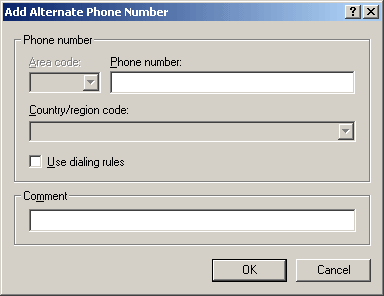 Add Alternate Phone Number
Phone number
Area code: Phone number:
Country/region code:
Use dialing rules
Comment
OK Cancel